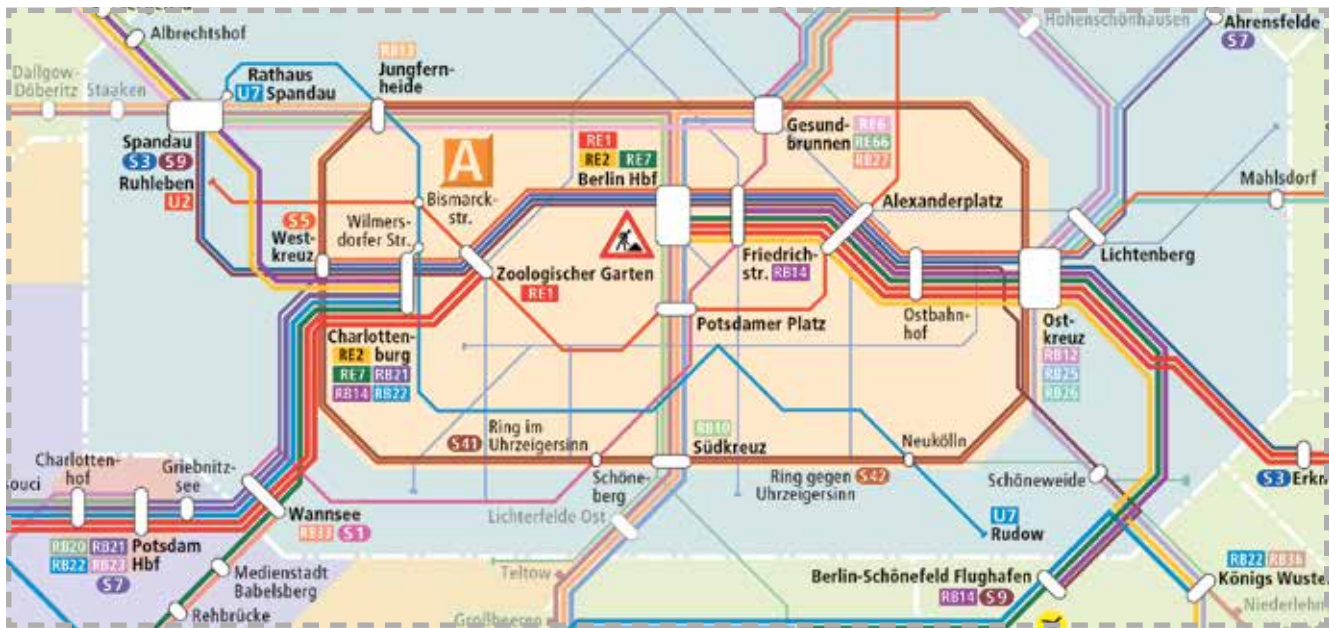 Albrechtshof
Hohenschönhausen
Ahrensfelde
S7
Dallgow-
Döberitz
Staaken
Rathaus
U7 Spandau
RB13
Jungfern-
heide
Spandau
S3 S9
Ruhleben
U2
A
Bismarck-
str.
RE1
RE2 RE7
Berlin Hbf
Gesund-
brunnen
RE6
RE66
RB27
Alexanderplatz
Mahlsdorf
Lichtenberg
S5
West-
kreuz
Wilmers-
dorfer Str.
Zoologischer Garten
RE1
Friedrich-
str. RB14
Potsdamer Platz
Ostbahn-
hof
Ost-
kreuz
RB12
RB25
RB26
Charlotten-
RE2 burg
RE7 RB21
RB14 RB22
S41
Ring im
Uhrzeigersinn
Schöne-
berg
RB10
Südkreuz
Ring gegen S42
Uhrzeigersinn
Neukölln
Schöneweide
S3 Erkn
Charlotten-
hof
ouci
Griebnitz-
see
Wannsee
RB33 S1
RB20 RB21 Potsdam
RB22 RB23 Hbf
S7
Lichterfelde Ost
U7
Rudow
Medienstadt
Babelsberg
Rehbrücke
Teltow
Großbeeren
Berlin-Schönefeld Flughafen
RB14 S9
RB22 RB36
Königs Wuste
Niederlehn